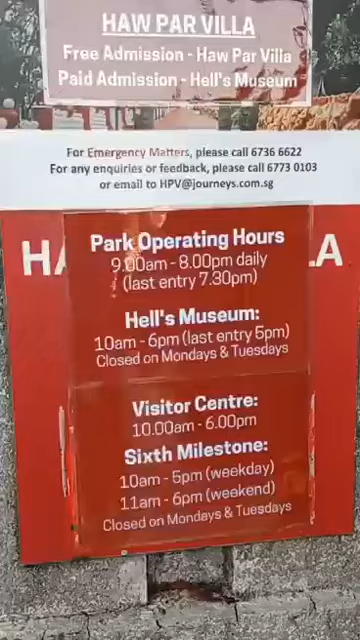 HAW PAR VILLA
Free Admission - Haw Par Villa
Paid Admission - Hell's Museum
For Emergency Matters, please call 6736 6622
For any enquiries or feedback, please call 6773 0103
or email to HPV@journeys.com.sg
Park Operating Hours
9.00am - 8.00pm daily
(last entry 7.30pm)
Hell's Museum:
10am - 6pm (last entry 5pm)
Closed on Mondays & Tuesdays
Visitor Centre:
10.00am - 6.00pm
Sixth Milestone:
10am - 5pm (weekday)
11am - 6pm (weekend)
Closed on Mondays & Tuesdays